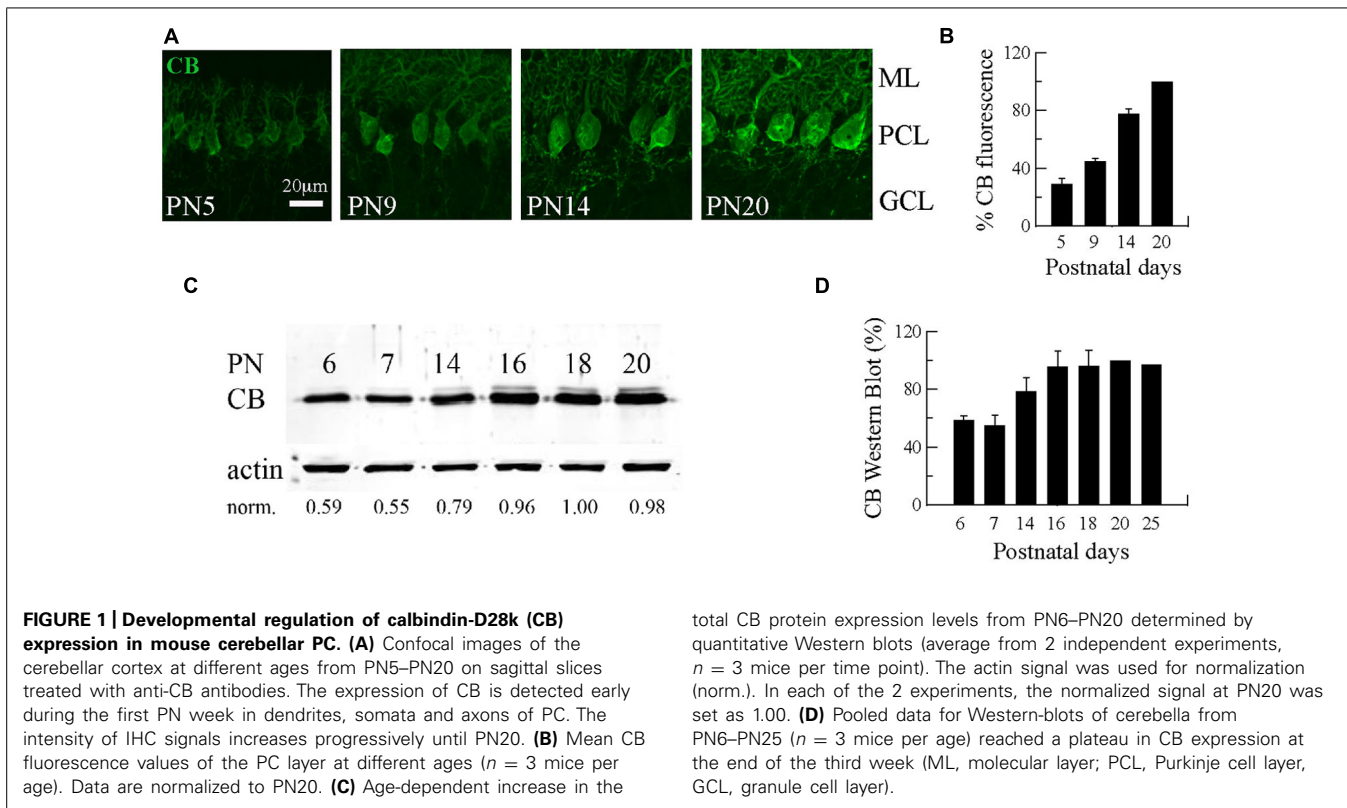 A
CB
PN5
20µm
PN9
PN14
PN20
ML
PCL
GCL
B
% CB fluorescence
120
80
40
0
5 9 14 20
Postnatal days
C
PN 6 7 14 16 18 20
CB
actin
norm. 0.59 0.55 0.79 0.96 1.00 0.98
D
CB Western Blot (%)
120
80
40
0
6 7 14 16 18 20 25
Postnatal days
FIGURE 1 | Developmental regulation of calbindin-D28k (CB)
expression in mouse cerebellar PC. (A) Confocal images of the
cerebellar cortex at different ages from PN5–PN20 on sagittal slices
treated with anti-CB antibodies. The expression of CB is detected early
during the first PN week in dendrites, somata and axons of PC. The
intensity of IHC signals increases progressively until PN20. (B) Mean CB
fluorescence values of the PC layer at different ages (n = 3 mice per
age). Data are normalized to PN20. (C) Age-dependent increase in the
total CB protein expression levels from PN6–PN20 determined by
quantitative Western blots (average from 2 independent experiments,
n = 3 mice per time point). The actin signal was used for normalization
(norm.). In each of the 2 experiments, the normalized signal at PN20 was
set as 1.00. (D) Pooled data for Western-blots of cerebella from
PN6–PN25 (n = 3 mice per age) reached a plateau in CB expression at
the end of the third week (ML, molecular layer; PCL, Purkinje cell layer,
GCL, granule cell layer).